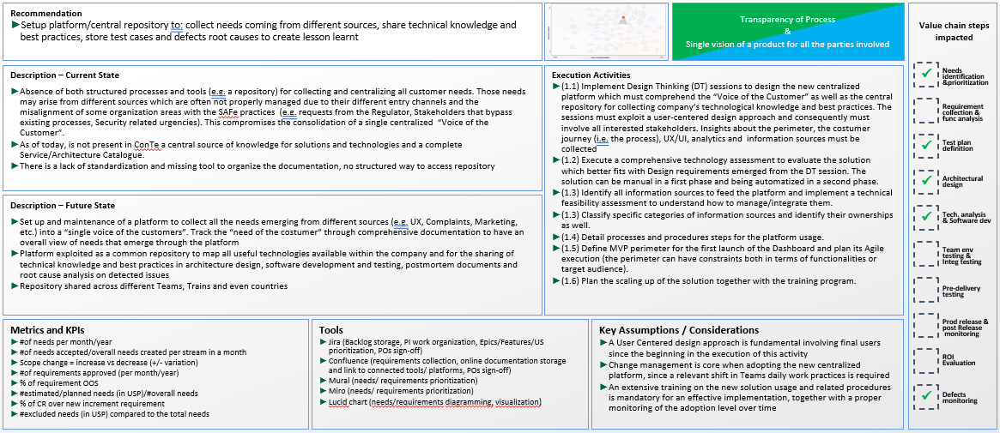 Recommendation
▶Setup platform/central repository to: collect needs coming from different sources, share technical knowledge and
best practices, store test cases and defects root causes to create lesson learnt
Transparency of Process
&
Single vision of a product for all the parties involved
Description – Current State
▶Absence of both structured processes and tools (e.g. a repository) for collecting and centralizing all customer needs. Those needs
may arise from different sources which are often not properly managed due to their different entry channels and the
misalignment of some organization areas with the SAFe practices (e.g. requests from the Regulator, Stakeholders that bypass
existing processes, Security related urgencies). This compromises the consolidation of a single centralized “Voice of the
Customer”.
▶As of today, is not present in ConTe a central source of knowledge for solutions and technologies and a complete
Service/Architecture Catalogue.
▶There is a lack of standardization and missing tool to organize the documentation, no structured way to access repository
Description – Future State
▶Set up and maintenance of a platform to collect all the needs emerging from different sources (e.g. UX, Complaints, Marketing,
etc.) into a “single voice of the customers”. Track the “need of the costumer” through comprehensive documentation to have an
overall view of needs that emerge through the platform
▶Platform exploited as a common repository to map all useful technologies available within the company and for the sharing of
technical knowledge and best practices in architecture design, software development and testing, postmortem documents and
root cause analysis on detected issues
▶Repository shared across different Teams, Trains and even countries
Execution Activities
▶(1.1) Implement Design Thinking (DT) sessions to design the new centralized
platform which must comprehend the “Voice of Customer” as well as the central
repository for collecting company's technological knowledge and best practices. The
sessions must exploit a user-centered design approach and consequently must
involve all interested stakeholders. Insights about the perimeter, the costumer
journey (i.e. the process), UX/UI, analytics and information sources must be
collected
▶(1.2) Execute a comprehensive technology assessment to evaluate the solution
which better fits with Design requirements emerged from the DT session. The
solution can be manual in a first phase and being automatized in a second phase.
▶(1.3) Identify all information sources to feed the platform and implement a technical
feasibility assessment to understand how to manage/integrate them.
▶(1.3) Classify specific categories of information sources and identify their ownerships
as well.
▶(1.4) Detail processes and procedures steps for the platform usage.
▶(1.5) Define MVP perimeter for the first launch of the Dashboard and plan its Agile
execution (the perimeter can have constraints both in terms of functionalities or
target audience).
▶(1.6) Plan the scaling up of the solution together with the training program.
Metrics and KPIs
▶#of needs per month/year
▶#of needs accepted/overall needs created per stream in a month
▶Scope change = increase vs decrease (+/- variation)
▶#of requirements approved (per month/year)
▶% of requirement OOS
▶#estimated/planned needs (in USP)/#overall needs
▶% of CR over new increment requirement
▶#excluded needs (in USP) compared to the total needs
Tools
▶Jira (Backlog storage, PI work organization, Epics/Features/US
prioritization, POs sign-off)
▶Confluence (requirements collection, online documentation storage
and link to connected tools/ platforms, POs sign-off)
▶Mural (needs/ requirements prioritization)
▶Miro (needs/ requirements prioritization)
▶Lucid chart (needs/requirements diagramming, visualization)
Key Assumptions / Considerations
▶A User Centered design approach is fundamental involving final users
since the beginning in the execution of this activity
▶Change management is core when adopting the new centralized
platform, since a relevant shift in Teams daily work practices is required
▶An extensive training on the new solution usage and related procedures
is mandatory for an effective implementation, together with a proper
monitoring of the adoption level over time
Value chain steps
impacted
✓ Needs
identification
&prioritization
Requirement
collection &
func analysis
✓ Test plan
definition
✓ Architectural
design
✓ Tech. analysis
& Software dev
Team env
testing &
Integ testing
Pre-delivery
testing
Prod release &
post Release
monitoring
ROI
Evaluation
✓ Defects
monitoring